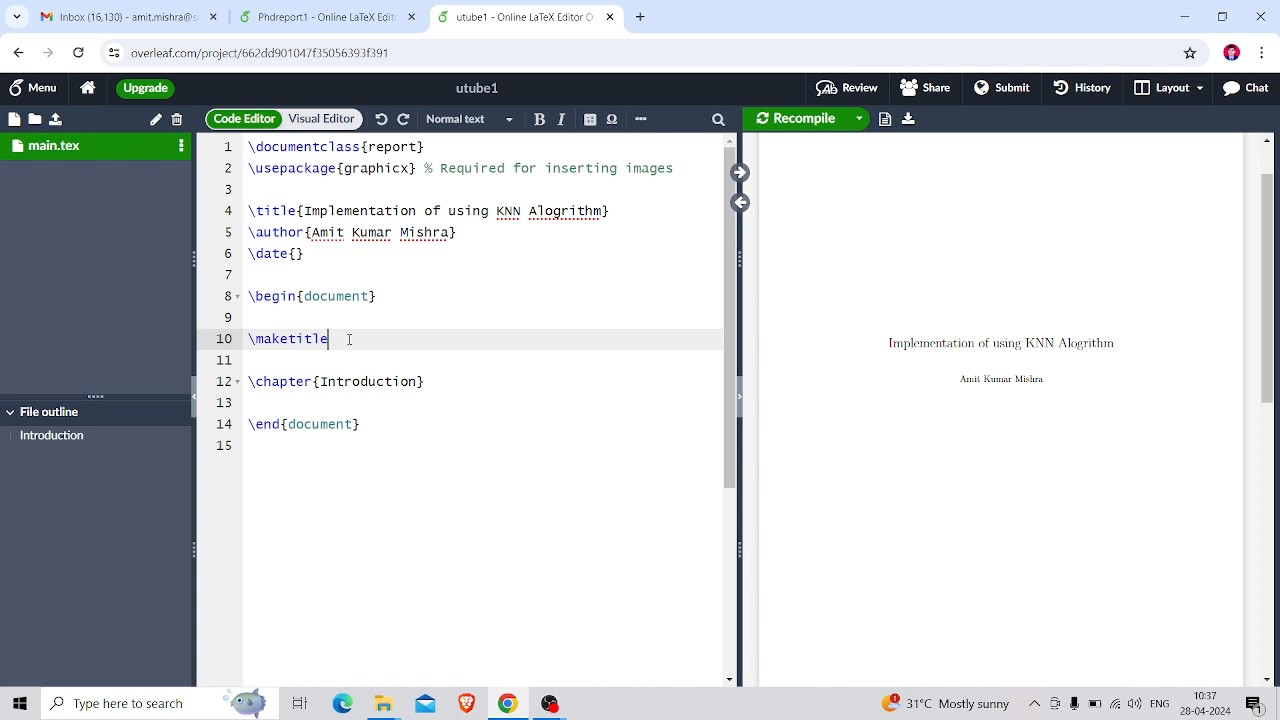 Inbox (16,130) - amit.mishra@s
Phdreport1 - Online LaTeX Edito
utube1 - Online LaTeX Editor O
overleaf.com/project/662dd901047f35056393f391
Menu
Upgrade
utube1
Review
Share
Submit
History
Layout
Chat
Code Editor
Visual Editor
Normal text
B
I
Ω
Recompile
main.tex
1 \documentclass{report}
2 \usepackage{graphicx} % Required for inserting images
3
4 \title{Implementation of using KNN Alogrithm}
5 \author{Amit Kumar Mishra}
6 \date{}
7
8 \begin{document}
9
10 \maketitle
11
12 \chapter{Introduction}
13
14 \end{document}
15
File outline
Introduction
Implementation of using KNN Alogrithm
Amit Kumar Mishra
Type here to search
1
31°C Mostly sunny
ENG
10:37
28-04-2024
1